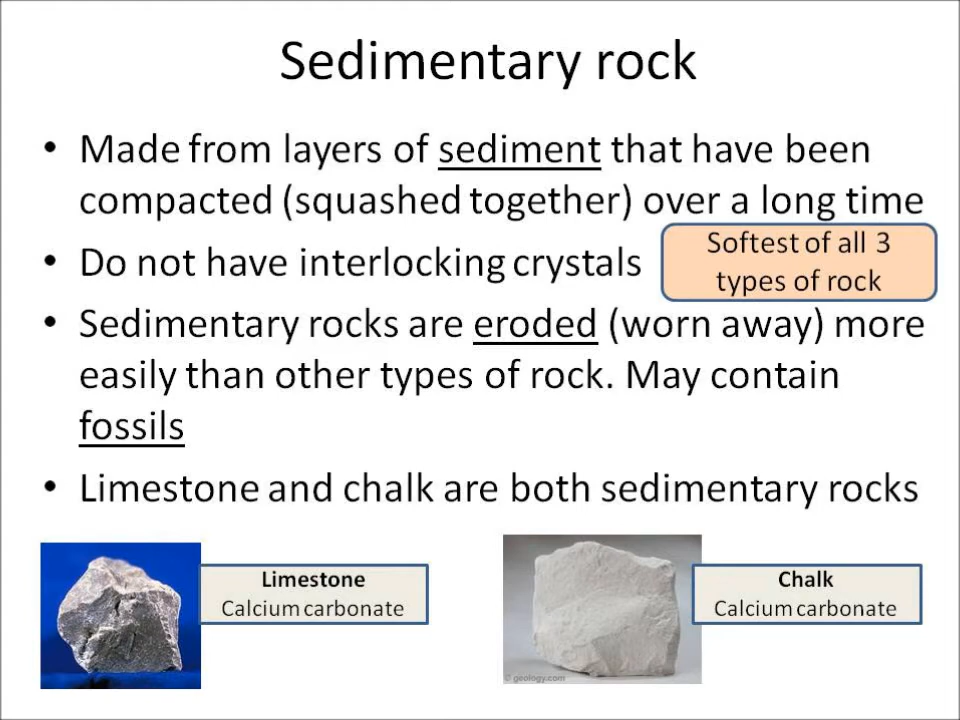 Sedimentary rock
• Made from layers of sediment that have been
compacted (squashed together) over a long time
• Do not have interlocking crystals
Softest of all 3
types of rock
• Sedimentary rocks are eroded (worn away) more
easily than other types of rock. May contain
fossils
• Limestone and chalk are both sedimentary rocks
Limestone
Calcium carbonate
Chalk
Calcium carbonate
© geology.com